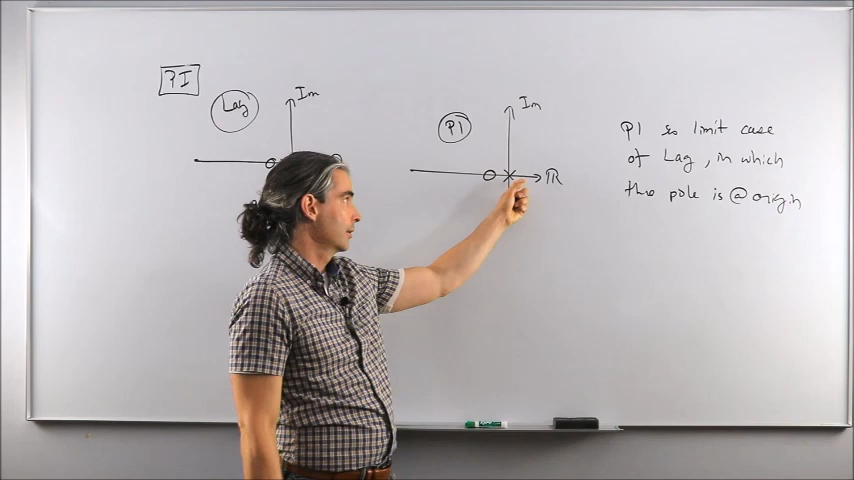 PI
Lag
Im
PI
Im
ℝ
PI is limit case
of Lag, in which
the pole is @ origin